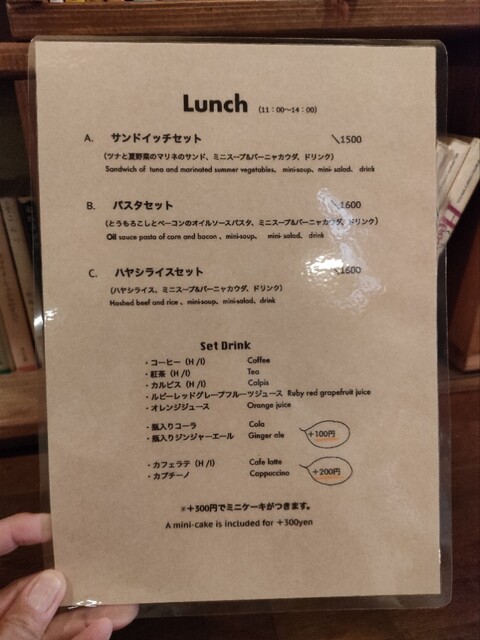 Lunch (11:00~14:00)
A. サンドイッチセット \1500
(ツナと夏野菜のマリネのサンド、ミニスープ&バーニャカウダ、ドリンク)
Sandwich of tuna and marinated summer vegetables、 mini-soup、mini-salad、 drink
B. パスタセット \1600
(とうもろこしとベーコンのオイルソースパスタ、ミニスープ&バーニャカウダ、ドリンク)
Oil sauce pasta of corn and bacon 、mini-soup、 mini-salad、drink
C. ハヤシライスセット \1600
(ハヤシライス、ミニスープ&バーニャカウダ、ドリンク)
Hashed beef and rice 、mini-soup、mini-salad、drink
Set Drink
・コーヒー (H /I) Coffee
・紅茶 (H /I) Tea
・カルピス (H /I) Calpis
・ルビーレッドグレープフルーツジュース Ruby red grapefruit juice
・オレンジジュース Orange juice
・瓶入りコーラ Cola
・瓶入りジンジャーエール Ginger ale +100円
・カフェラテ (H /I) Cafe latte
・カプチーノ Cappuccino +200円
※+300円でミニケーキがつきます。
A mini-cake is included for +300yen